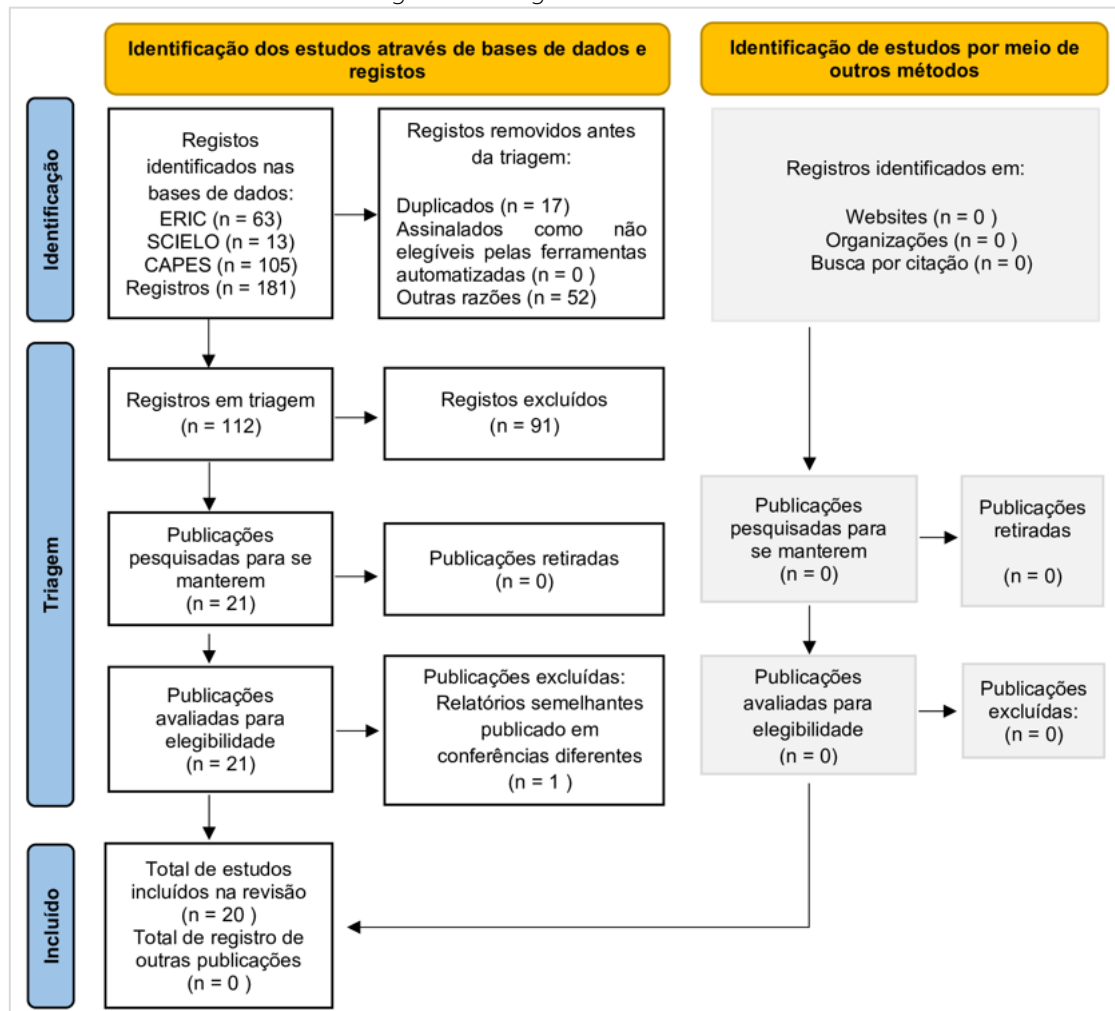 Identificação dos estudos através de bases de dados e
registos
Identificação de estudos por meio de
outros métodos
Identificação
Registos
identificados nas
bases de dados:
ERIC (n = 63)
SCIELO (n = 13)
CAPES (n = 105)
Registros (n = 181)
Registos removidos antes
da triagem:
Duplicados (n = 17)
Assinalados como não
elegíveis pelas ferramentas
automatizadas (n = 0 )
Outras razões (n = 52)
Registros identificados em:
Websites (n = 0 )
Organizações (n = 0 )
Busca por citação (n = 0)
Triagem
Registros em triagem
(n = 112)
Registos excluídos
(n = 91)
Publicações
pesquisadas para se
manterem
(n = 21)
Publicações retiradas
(n = 0)
Publicações
pesquisadas para
se manterem
(n = 0)
Publicações
retiradas
(n = 0)
Publicações
avaliadas para
elegibilidade
(n = 21)
Publicações excluídas:
Relatórios semelhantes
publicado em
conferências diferentes
(n = 1 )
Publicações
avaliadas para
elegibilidade
(n = 0)
Publicações
excluídas:
(n = 0)
Incluído
Total de estudos
incluídos na revisão
(n = 20 )
Total de registro de
outras publicações
(n = 0 )